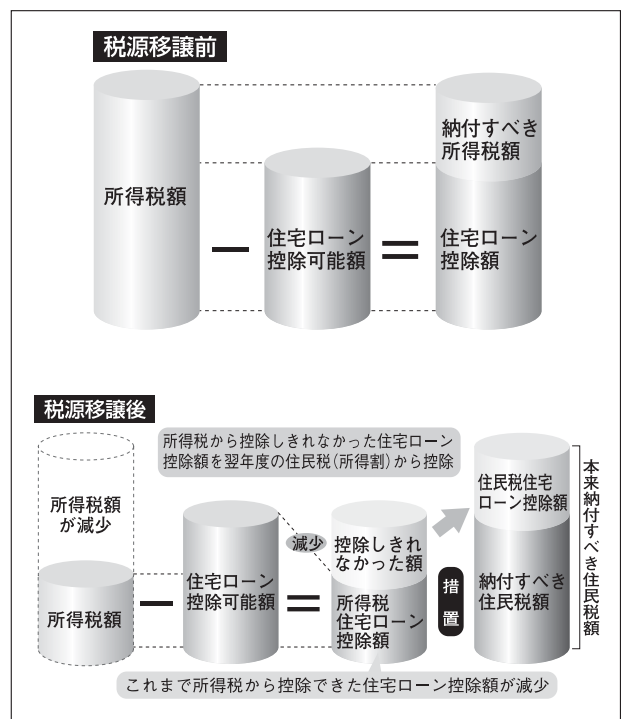 税源移譲前
所得税額
住宅ローン
控除可能額
納付すべき
所得税額
住宅ローン
控除額
税源移譲後
所得税から控除しきれなかった住宅ローン
控除額を翌年度の住民税(所得割)から控除
所得税額
が減少
所得税額
住宅ローン
控除可能額
減少
控除しきれ
なかった額
所得税
住宅ローン
控除額
措置
住民税住宅
ローン控除額
納付すべき
住民税額
本来納付すべき住民税額
これまで所得税から控除できた住宅ローン控除額が減少